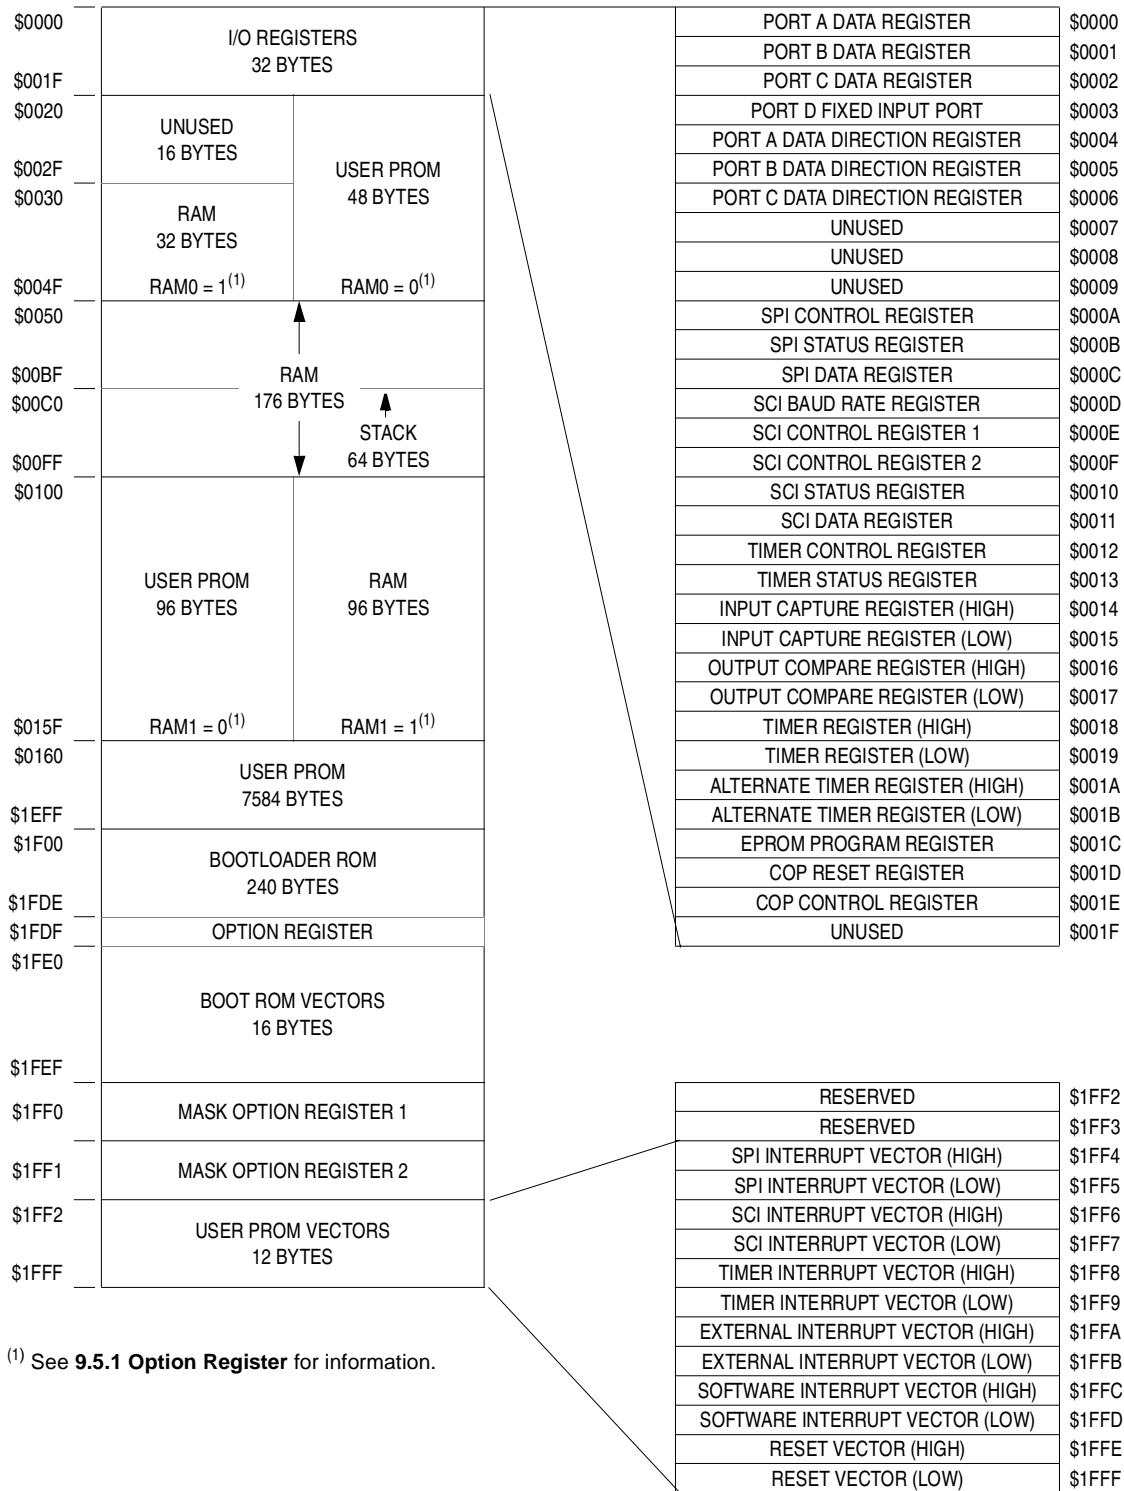 $0000
I/O REGISTERS
32 BYTES
$001F
$0020
UNUSED
16 BYTES
$002F
$0030
USER PROM
48 BYTES
RAM
32 BYTES
$004F
RAM0 = 1(1)
RAM0 = 0(1)
$0050
$00BF
RAM
176 BYTES
$00C0
STACK
64 BYTES
$00FF
$0100
USER PROM
96 BYTES
RAM
96 BYTES
$015F
RAM1 = 0(1)
RAM1 = 1(1)
$0160
USER PROM
7584 BYTES
$1EFF
$1F00
BOOTLOADER ROM
240 BYTES
$1FDE
$1FDF
OPTION REGISTER
$1FE0
BOOT ROM VECTORS
16 BYTES
$1FEF
$1FF0
MASK OPTION REGISTER 1
$1FF1
MASK OPTION REGISTER 2
$1FF2
USER PROM VECTORS
12 BYTES
$1FFF
(1) See 9.5.1 Option Register for information.
PORT A DATA REGISTER $0000
PORT B DATA REGISTER $0001
PORT C DATA REGISTER $0002
PORT D FIXED INPUT PORT $0003
PORT A DATA DIRECTION REGISTER $0004
PORT B DATA DIRECTION REGISTER $0005
PORT C DATA DIRECTION REGISTER $0006
UNUSED $0007
UNUSED $0008
UNUSED $0009
SPI CONTROL REGISTER $000A
SPI STATUS REGISTER $000B
SPI DATA REGISTER $000C
SCI BAUD RATE REGISTER $000D
SCI CONTROL REGISTER 1 $000E
SCI CONTROL REGISTER 2 $000F
SCI STATUS REGISTER $0010
SCI DATA REGISTER $0011
TIMER CONTROL REGISTER $0012
TIMER STATUS REGISTER $0013
INPUT CAPTURE REGISTER (HIGH) $0014
INPUT CAPTURE REGISTER (LOW) $0015
OUTPUT COMPARE REGISTER (HIGH) $0016
OUTPUT COMPARE REGISTER (LOW) $0017
TIMER REGISTER (HIGH) $0018
TIMER REGISTER (LOW) $0019
ALTERNATE TIMER REGISTER (HIGH) $001A
ALTERNATE TIMER REGISTER (LOW) $001B
EPROM PROGRAM REGISTER $001C
COP RESET REGISTER $001D
COP CONTROL REGISTER $001E
UNUSED $001F
RESERVED $1FF2
RESERVED $1FF3
SPI INTERRUPT VECTOR (HIGH) $1FF4
SPI INTERRUPT VECTOR (LOW) $1FF5
SCI INTERRUPT VECTOR (HIGH) $1FF6
SCI INTERRUPT VECTOR (LOW) $1FF7
TIMER INTERRUPT VECTOR (HIGH) $1FF8
TIMER INTERRUPT VECTOR (LOW) $1FF9
EXTERNAL INTERRUPT VECTOR (HIGH) $1FFA
EXTERNAL INTERRUPT VECTOR (LOW) $1FFB
SOFTWARE INTERRUPT VECTOR (HIGH) $1FFC
SOFTWARE INTERRUPT VECTOR (LOW) $1FFD
RESET VECTOR (HIGH) $1FFE
RESET VECTOR (LOW) $1FFF